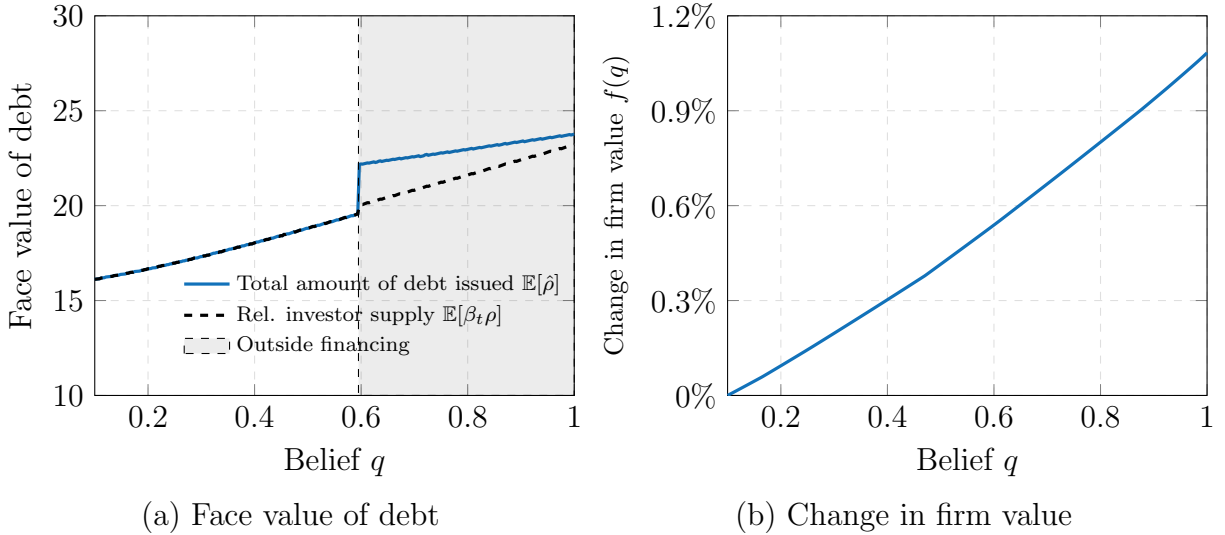 30
25
20
15
10
0.2 0.4 0.6 0.8 1
Face value of debt
Total amount of debt issued 𝔼[ρ̂]
Rel. investor supply 𝔼[βₜρ]
Outside financing
Belief q
(a) Face value of debt
1.2%
0.9%
0.6%
0.3%
0%
0.2 0.4 0.6 0.8 1
Change in firm value f(q)
Belief q
(b) Change in firm value